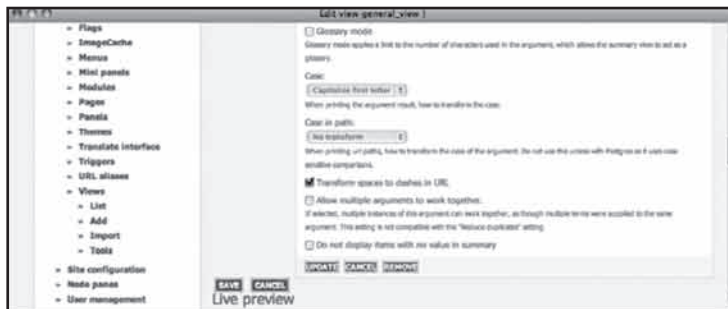 Edit view general_view |
Flags
ImageCache
Menus
Mini panels
Modules
Pages
Panels
Themes
Translate interface
Triggers
URL aliases
Views
List
Add
Import
Tools
Site configuration
Node panes
User management
Glossary mode
Glossary mode applies a limit to the number of characters used in the argument, which allows the summary view to act as a
glossary.
Case:
Capitalize first letter
When printing the argument result, how to transform the case.
Case in path:
No transform
When printing url paths, how to transform the case of the argument. Do not use this unless with Postgres as it uses case
sensitive comparisons.
Transform spaces to dashes in URL
Allow multiple arguments to work together.
If selected, multiple instances of this argument can work together, as though multiple terms were supplied to the same
argument. This setting is not compatible with the "Reduce duplicates" setting.
Do not display items with no value in summary
UPDATE CANCEL REMOVE
SAVE CANCEL
Live preview